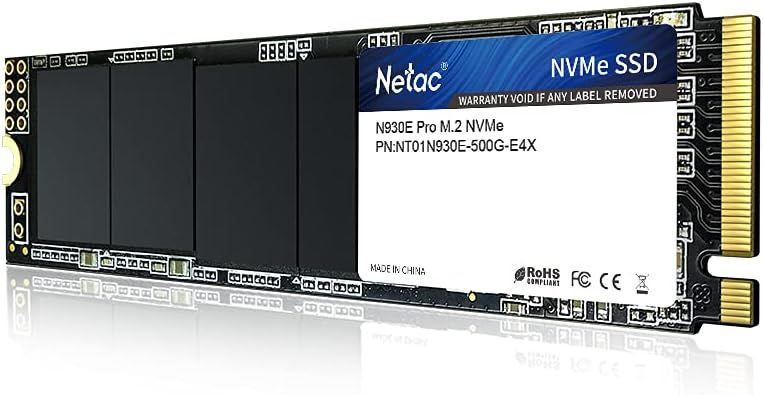 Netac®
NVMe SSD
WARRANTY VOID IF ANY LABEL REMOVED
N930E Pro M.2 NVMe
PN:NT01N930E-500G-E4X
MADE IN CHINA
RoHS
COMPLIANT
FC CE